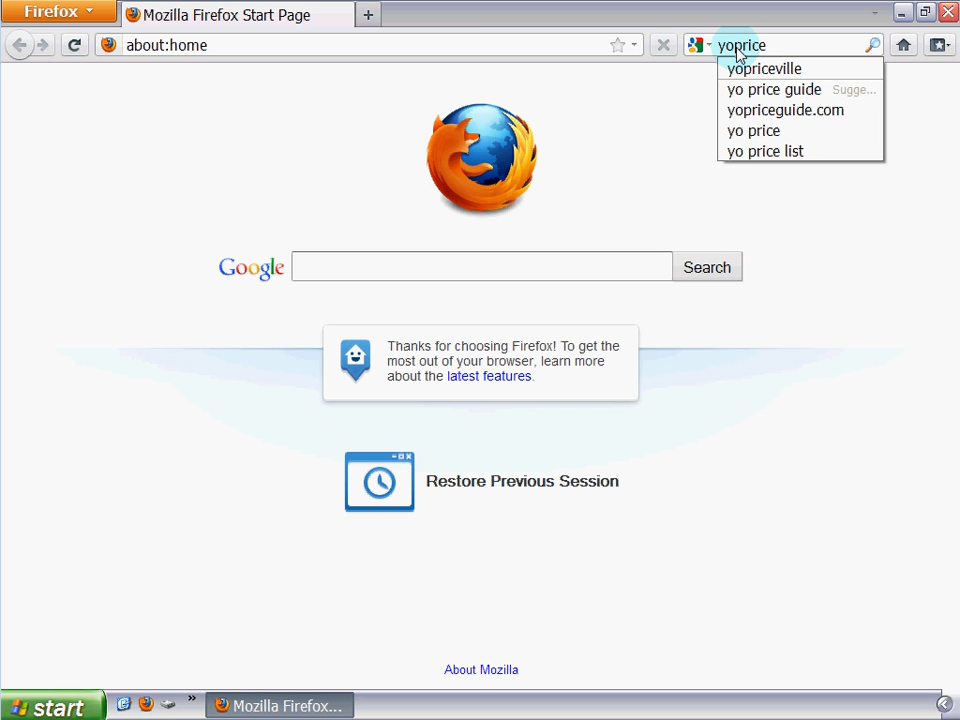 Firefox
Mozilla Firefox Start Page
about:home
yoprice
yopriceville
yo price guide Sugge...
yopriceguide.com
yo price
yo price list
Google
Search
Thanks for choosing Firefox! To get the
most out of your browser, learn more
about the latest features.
Restore Previous Session
About Mozilla
start
Mozilla Firefox...